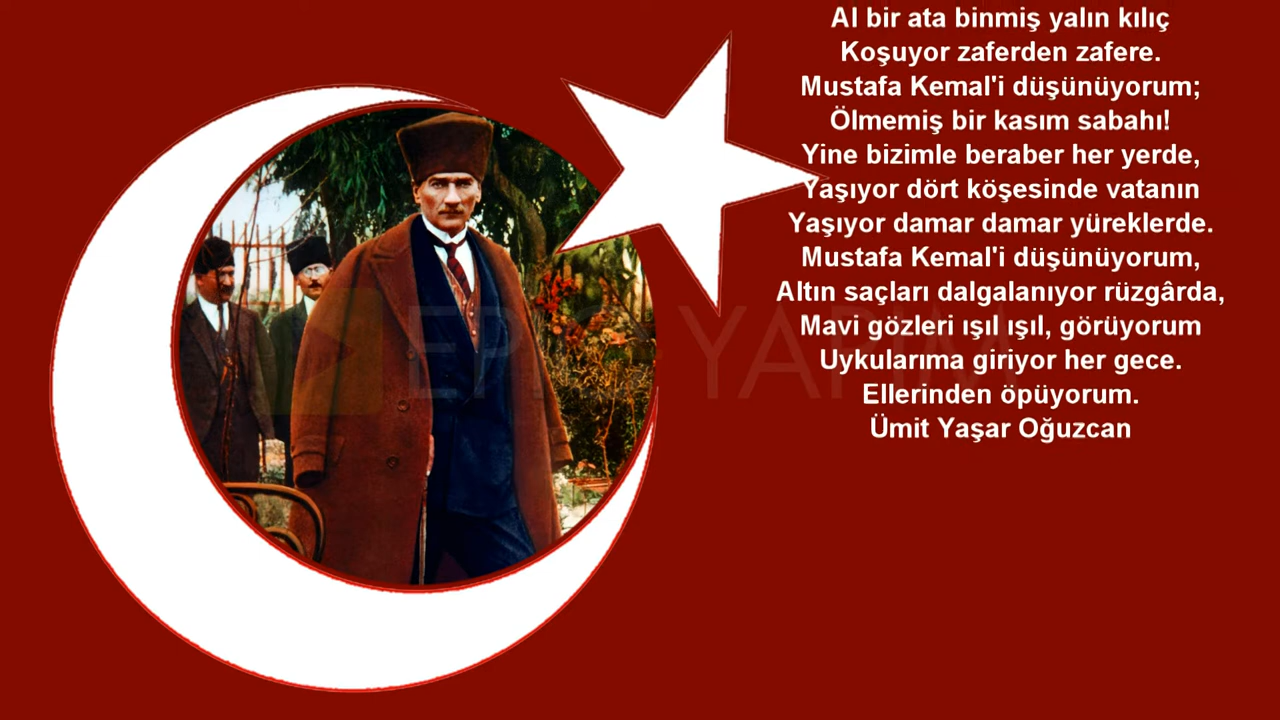 Al bir ata binmiş yalın kılıç
Koşuyor zaferden zafere.
Mustafa Kemal'i düşünüyorum;
Ölmemiş bir kasım sabahı!
Yine bizimle beraber her yerde,
Yaşıyor dört köşesinde vatanın
Yaşıyor damar damar yüreklerde.
Mustafa Kemal'i düşünüyorum,
Altın saçları dalgalanıyor rüzgârda,
Mavi gözleri ışıl ışıl, görüyorum
Uykularıma giriyor her gece.
Ellerinden öpüyorum.
Ümit Yaşar Oğuzcan